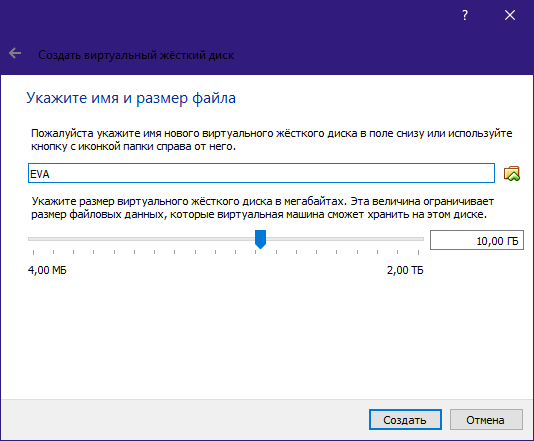 ?
Создать виртуальный жёсткий диск
Укажите имя и размер файла
Пожалуйста укажите имя нового виртуального жёсткого диска в поле снизу или используйте
кнопку с иконкой папки справа от него.
EVA
Укажите размер виртуального жёсткого диска в мегабайтах. Эта величина ограничивает
размер файловых данных, которые виртуальная машина сможет хранить на этом диске.
10,00 ГБ
4,00 МБ 2,00 ТБ
Создать Отмена